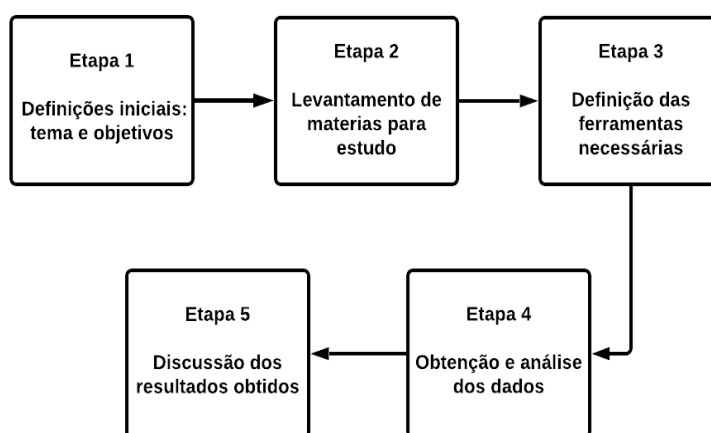 Etapa 1
Definições iniciais:
tema e objetivos
Etapa 2
Levantamento de
materias para
estudo
Etapa 3
Definição das
ferramentas
necessárias
Etapa 4
Obtenção e análise
dos dados
Etapa 5
Discussão dos
resultados obtidos